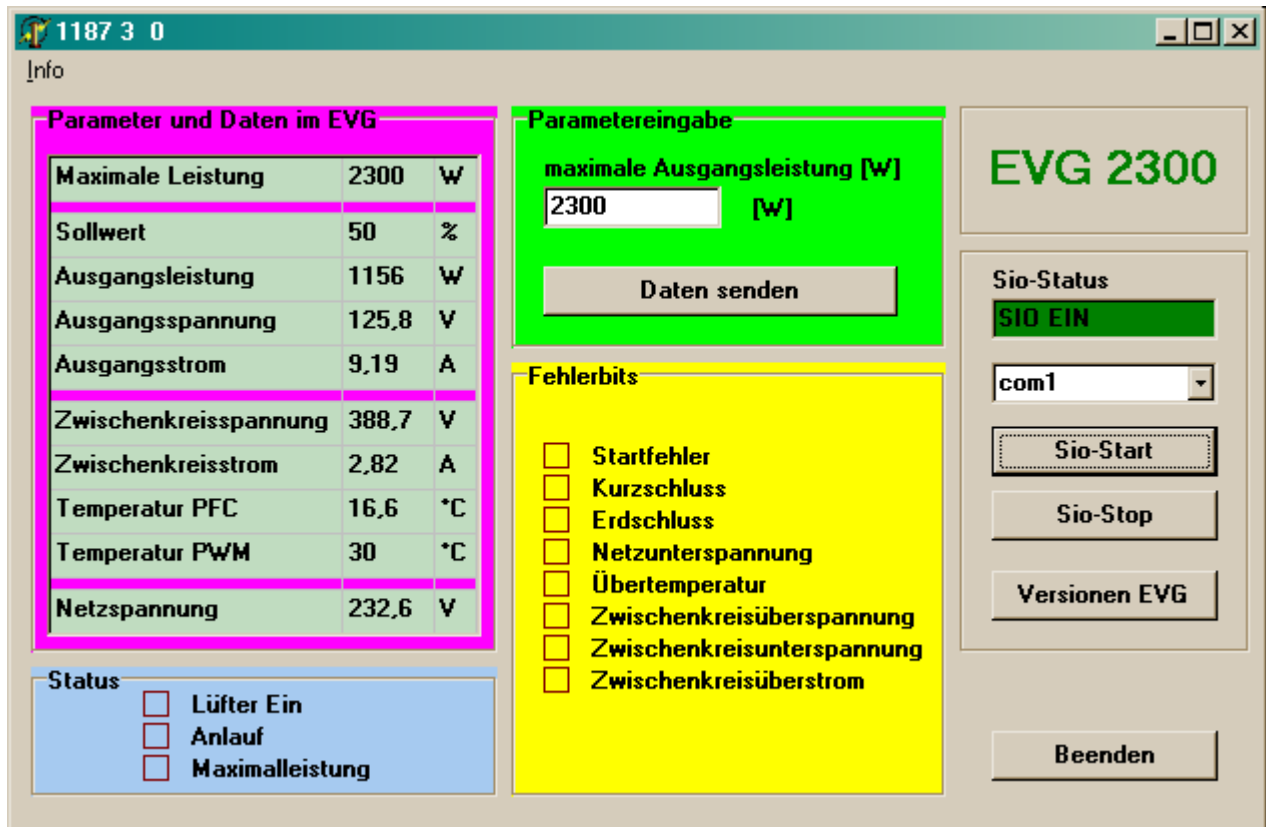 1187 3 0
Info
Parameter und Daten im EVG
Maximale Leistung 2300 W
Sollwert 50 %
Ausgangsleistung 1156 W
Ausgangsspannung 125,8 V
Ausgangsstrom 9,19 A
Zwischenkreisspannung 388,7 V
Zwischenkreisstrom 2,82 A
Temperatur PFC 16,6 °C
Temperatur PWM 30 °C
Netzspannung 232,6 V
Status
Lüfter Ein
Anlauf
Maximalleistung
Parametereingabe
maximale Ausgangsleistung [W]
2300 [W]
Daten senden
Fehlerbits
Startfehler
Kurzschluss
Erdschluss
Netzunterspannung
Übertemperatur
Zwischenkreisüberspannung
Zwischenkreisunterspannung
Zwischenkreisüberstrom
EVG 2300
Sio-Status
SIO EIN
com1
Sio-Start
Sio-Stop
Versionen EVG
Beenden